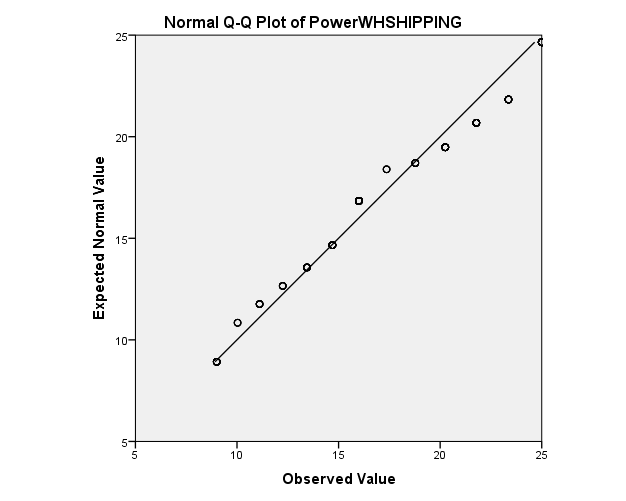 Normal Q-Q Plot of PowerWHSHIPPING
25
20
15
10
5
Expected Normal Value
5 10 15 20 25
Observed Value